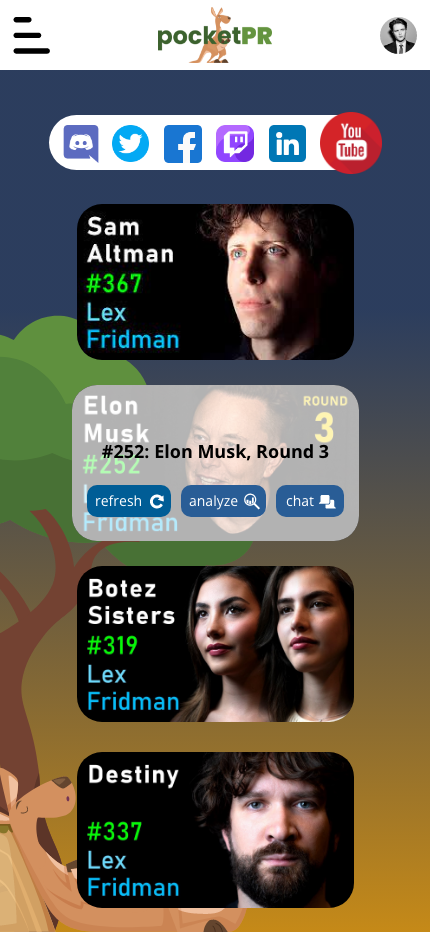 pocketPR
You
Tube
in
Sam
Altman
#367
Lex
Fridman
Elon
Musk
ROUND
3
#252: Elon Musk, Round 3
#252
refresh
analyze
chat
Fridman
Botez
Sisters
#319
Lex
Fridman
Destiny
#337
Lex
Fridman